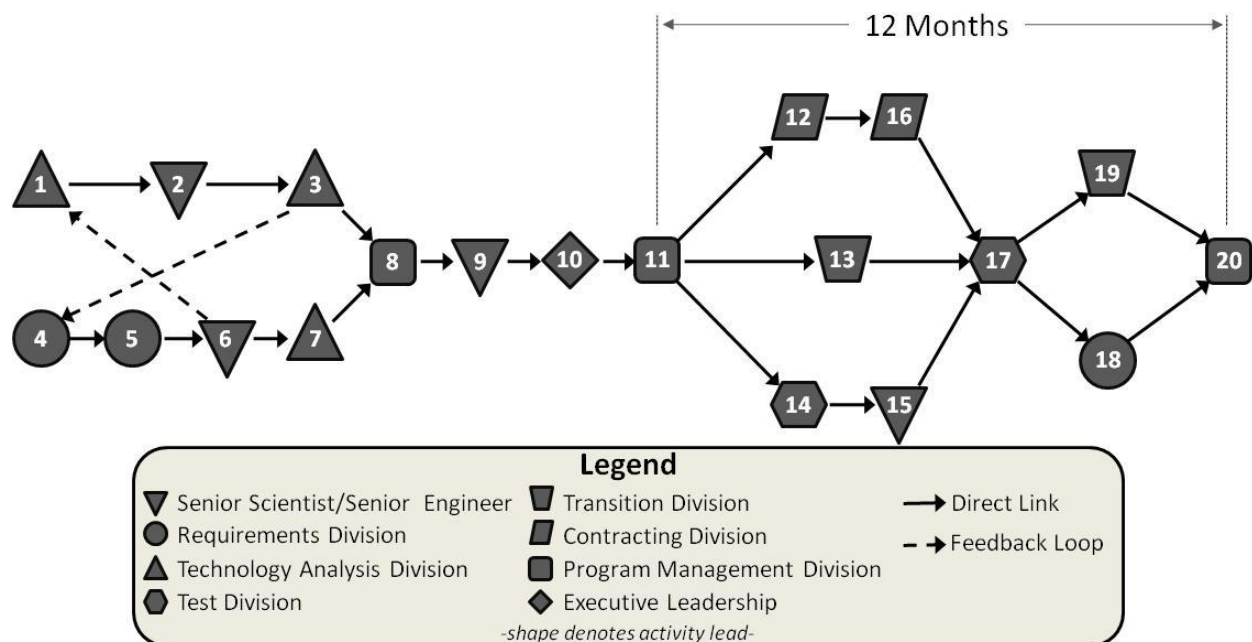 12 Months
12
16
19
1
2
3
8
9
10
11
13
17
20
4
5
6
7
18
14
15
Legend
Senior Scientist/Senior Engineer
Requirements Division
Technology Analysis Division
Test Division
Transition Division
Contracting Division
Program Management Division
Executive Leadership
Direct Link
Feedback Loop
-shape denotes activity lead-